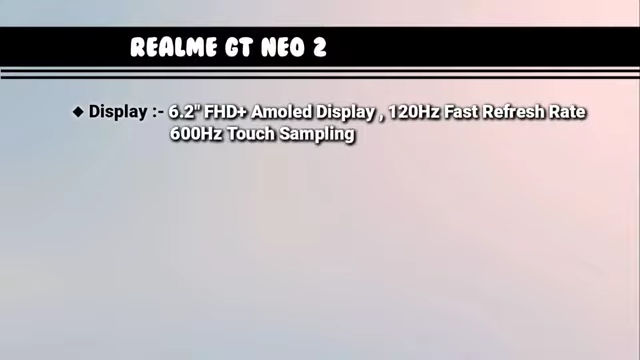 REALME GT NEO 2
◆ Display :- 6.2" FHD+ Amoled Display , 120Hz Fast Refresh Rate
600Hz Touch Sampling